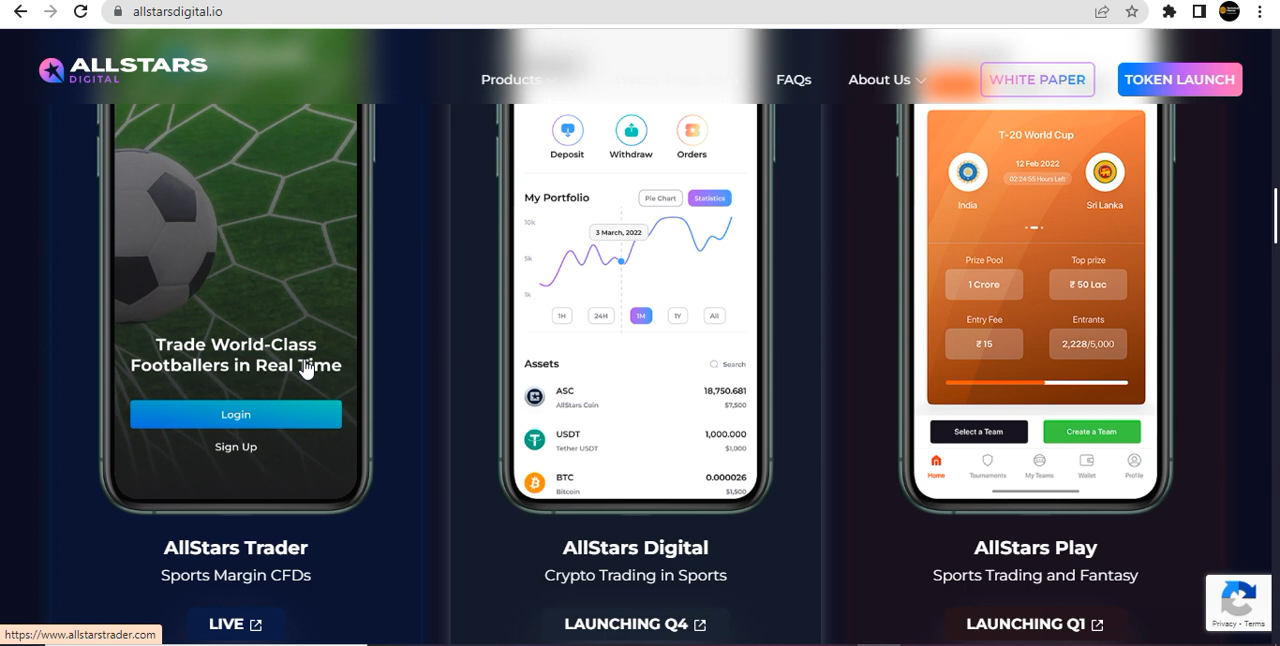 allstarsdigital.io
ALLSTARS
DIGITAL
Products
FAQs
About Us
WHITE PAPER
TOKEN LAUNCH
Trade World-Class
Footballers in Real Time
Login
Sign Up
AllStars Trader
Sports Margin CFDs
LIVE
Deposit
Withdraw
Orders
My Portfolio
Pie Chart
Statistics
10k
3 March, 2022
5k
1k
1H
24H
1M
1Y
All
Assets
Search
ASC
18,750.681
AllStars Coin
$7,500
USDT
1,000.000
Tether USDT
$1,000
BTC
0.000026
Bitcoin
$1,500
AllStars Digital
Crypto Trading in Sports
LAUNCHING Q4
T-20 World Cup
12 Feb 2022
02:24:55 Hours Left
India
Sri Lanka
Prize Pool
Top prize
1 Crore
₹ 50 Lac
Entry Fee
Entrants
₹ 15
2,228/5,000
Select a Team
Create a Team
Home
Tournaments
My Teams
Wallet
Profile
AllStars Play
Sports Trading and Fantasy
LAUNCHING Q1
Privacy - Terms
https://www.allstarstrader.com